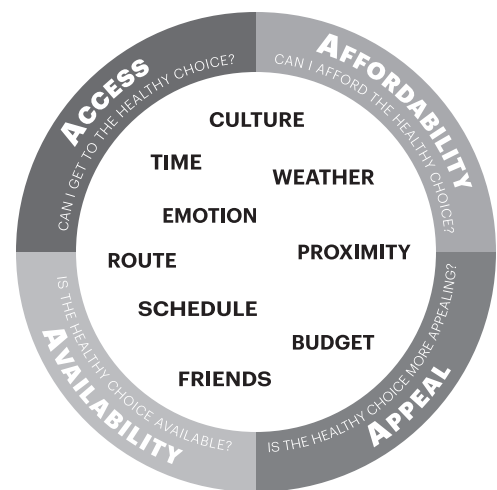 ACCESS
CAN I GET TO THE HEALTHY CHOICE?
AFFORDABILITY
CAN I AFFORD THE HEALTHY CHOICE?
CULTURE
TIME
WEATHER
EMOTION
PROXIMITY
ROUTE
SCHEDULE
BUDGET
FRIENDS
IS THE HEALTHY CHOICE AVAILABLE?
AVAILABILITY
IS THE HEALTHY CHOICE MORE APPEALING?
APPEAL